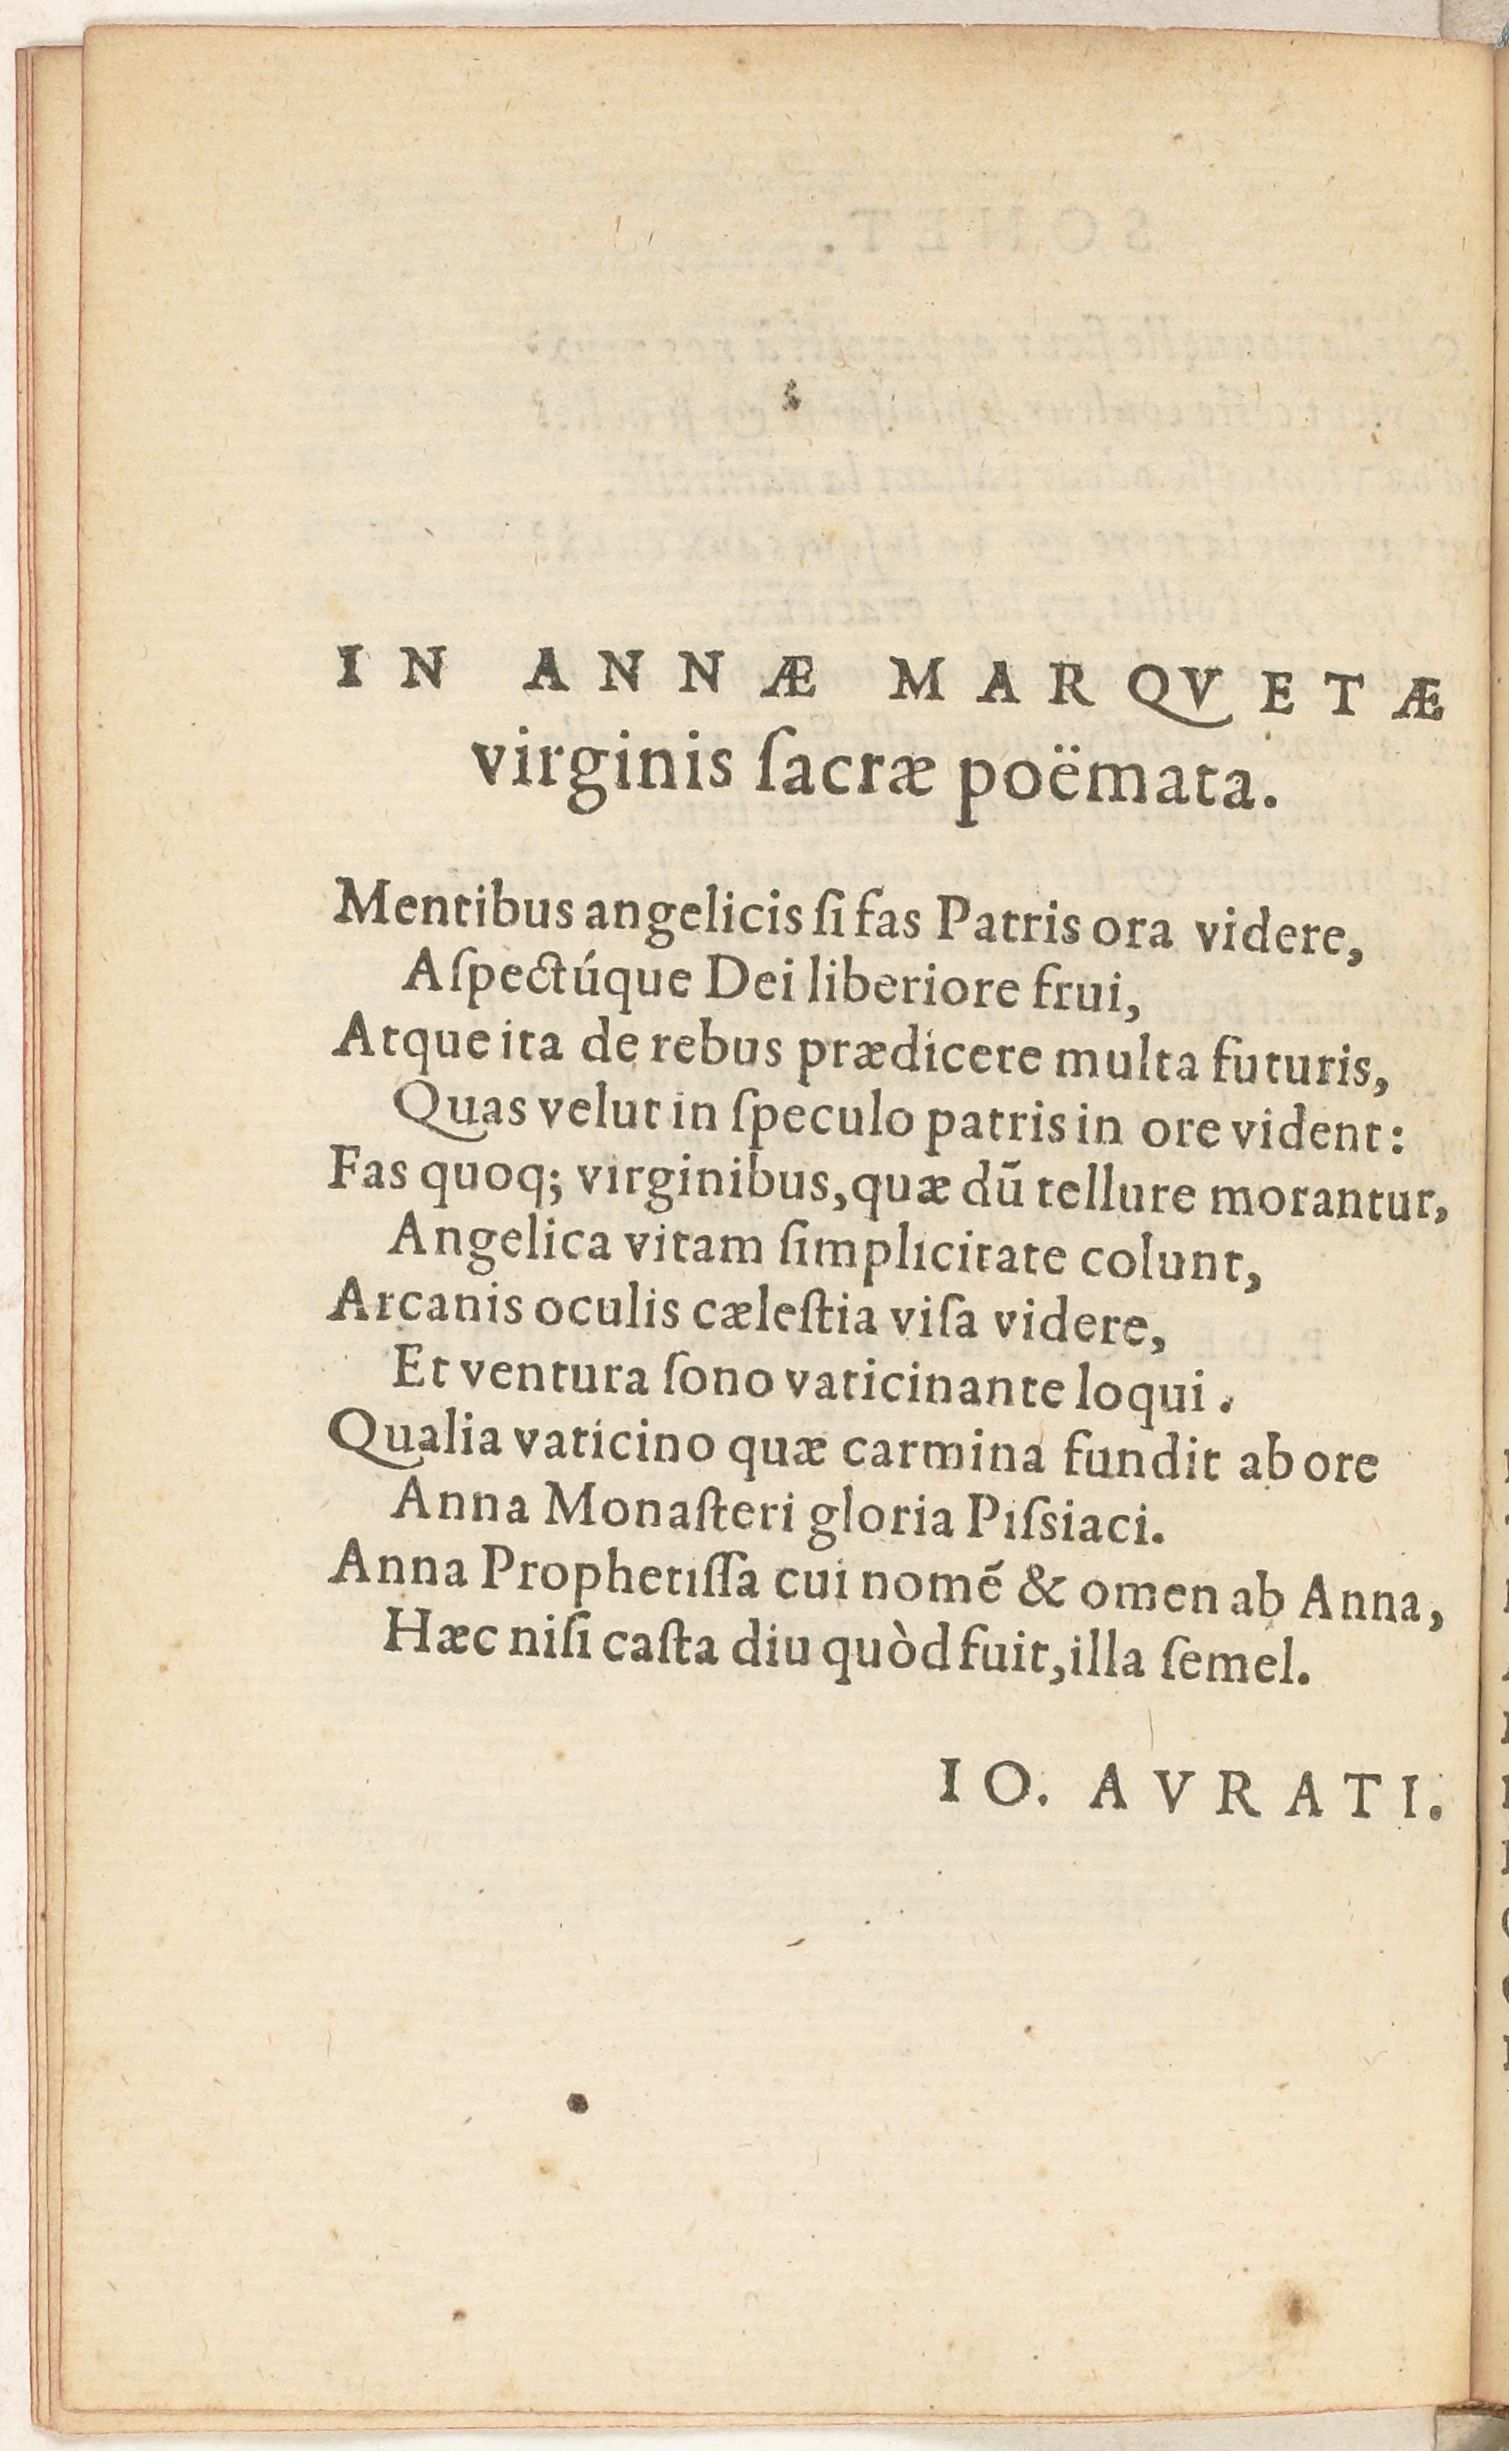 IN ANNÆ MARQVETÆ
virginis ſacræ poëmata.
Mentibus angelicis ſi fas Patris ora videre,
Aſpectúque Dei liberiore frui,
Atque ita de rebus prædicere multa futuris,
Quas velut in ſpeculo patris in ore vident:
Fas quoq; virginibus, quæ dū tellure morantur,
Angelica vitam ſimplicitate colunt,
Arcanis oculis cæleſtia viſa videre,
Et ventura ſono vaticinante loqui.
Qualia vaticino quæ carmina fundit ab ore
Anna Monaſteri gloria Piſsiaci.
Anna Prophetiſſa cui nomē & omen ab Anna,
Hæc niſi caſta diu quòd fuit, illa ſemel.
IO. AVRATI.